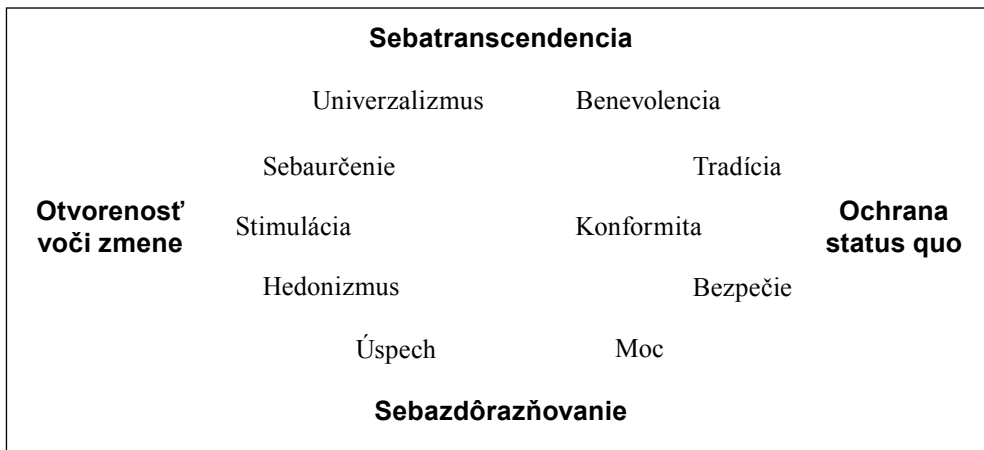 Sebatranscendencia
Univerzalizmus Benevolencia
Sebaurčenie Tradícia
Otvorenosť
voči zmene
Stimulácia Konformita
Ochrana
status quo
Hedonizmus Bezpečie
Úspech Moc
Sebazdôrazňovanie